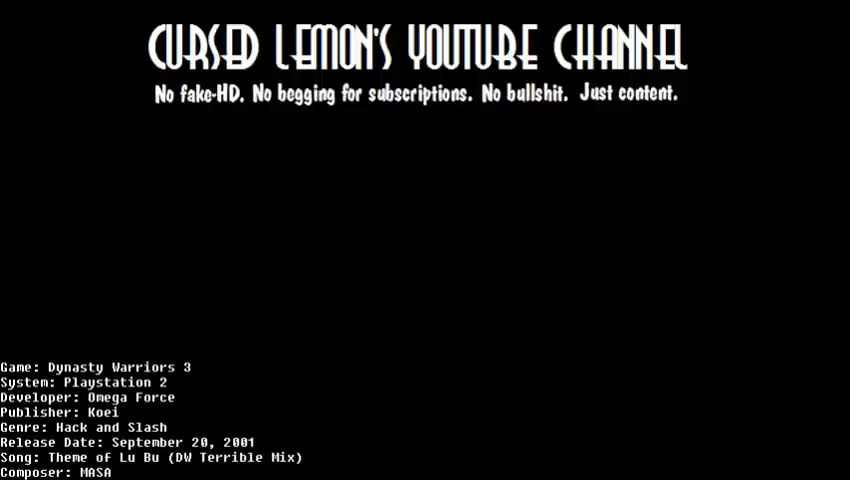 CURSED LEMON'S YOUTUBE CHANNEL
No fake-HD. No begging for subscriptions. No bullshit. Just content.
Game: Dynasty Warriors 3
System: Playstation 2
Developer: Omega Force
Publisher: Koei
Genre: Hack and Slash
Release Date: September 20, 2001
Song: Theme of Lu Bu (DW Terrible Mix)
Composer: MASA